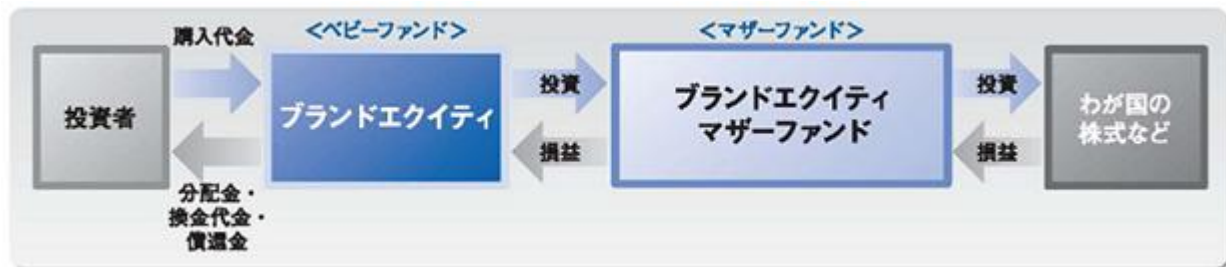 購入代金
<ベビーファンド>
<マザーファンド>
投資者
ブランドエクイティ
投資
ブランドエクイティ
マザーファンド
投資
わが国の
株式など
損益
損益
分配金・
換金代金・
償還金